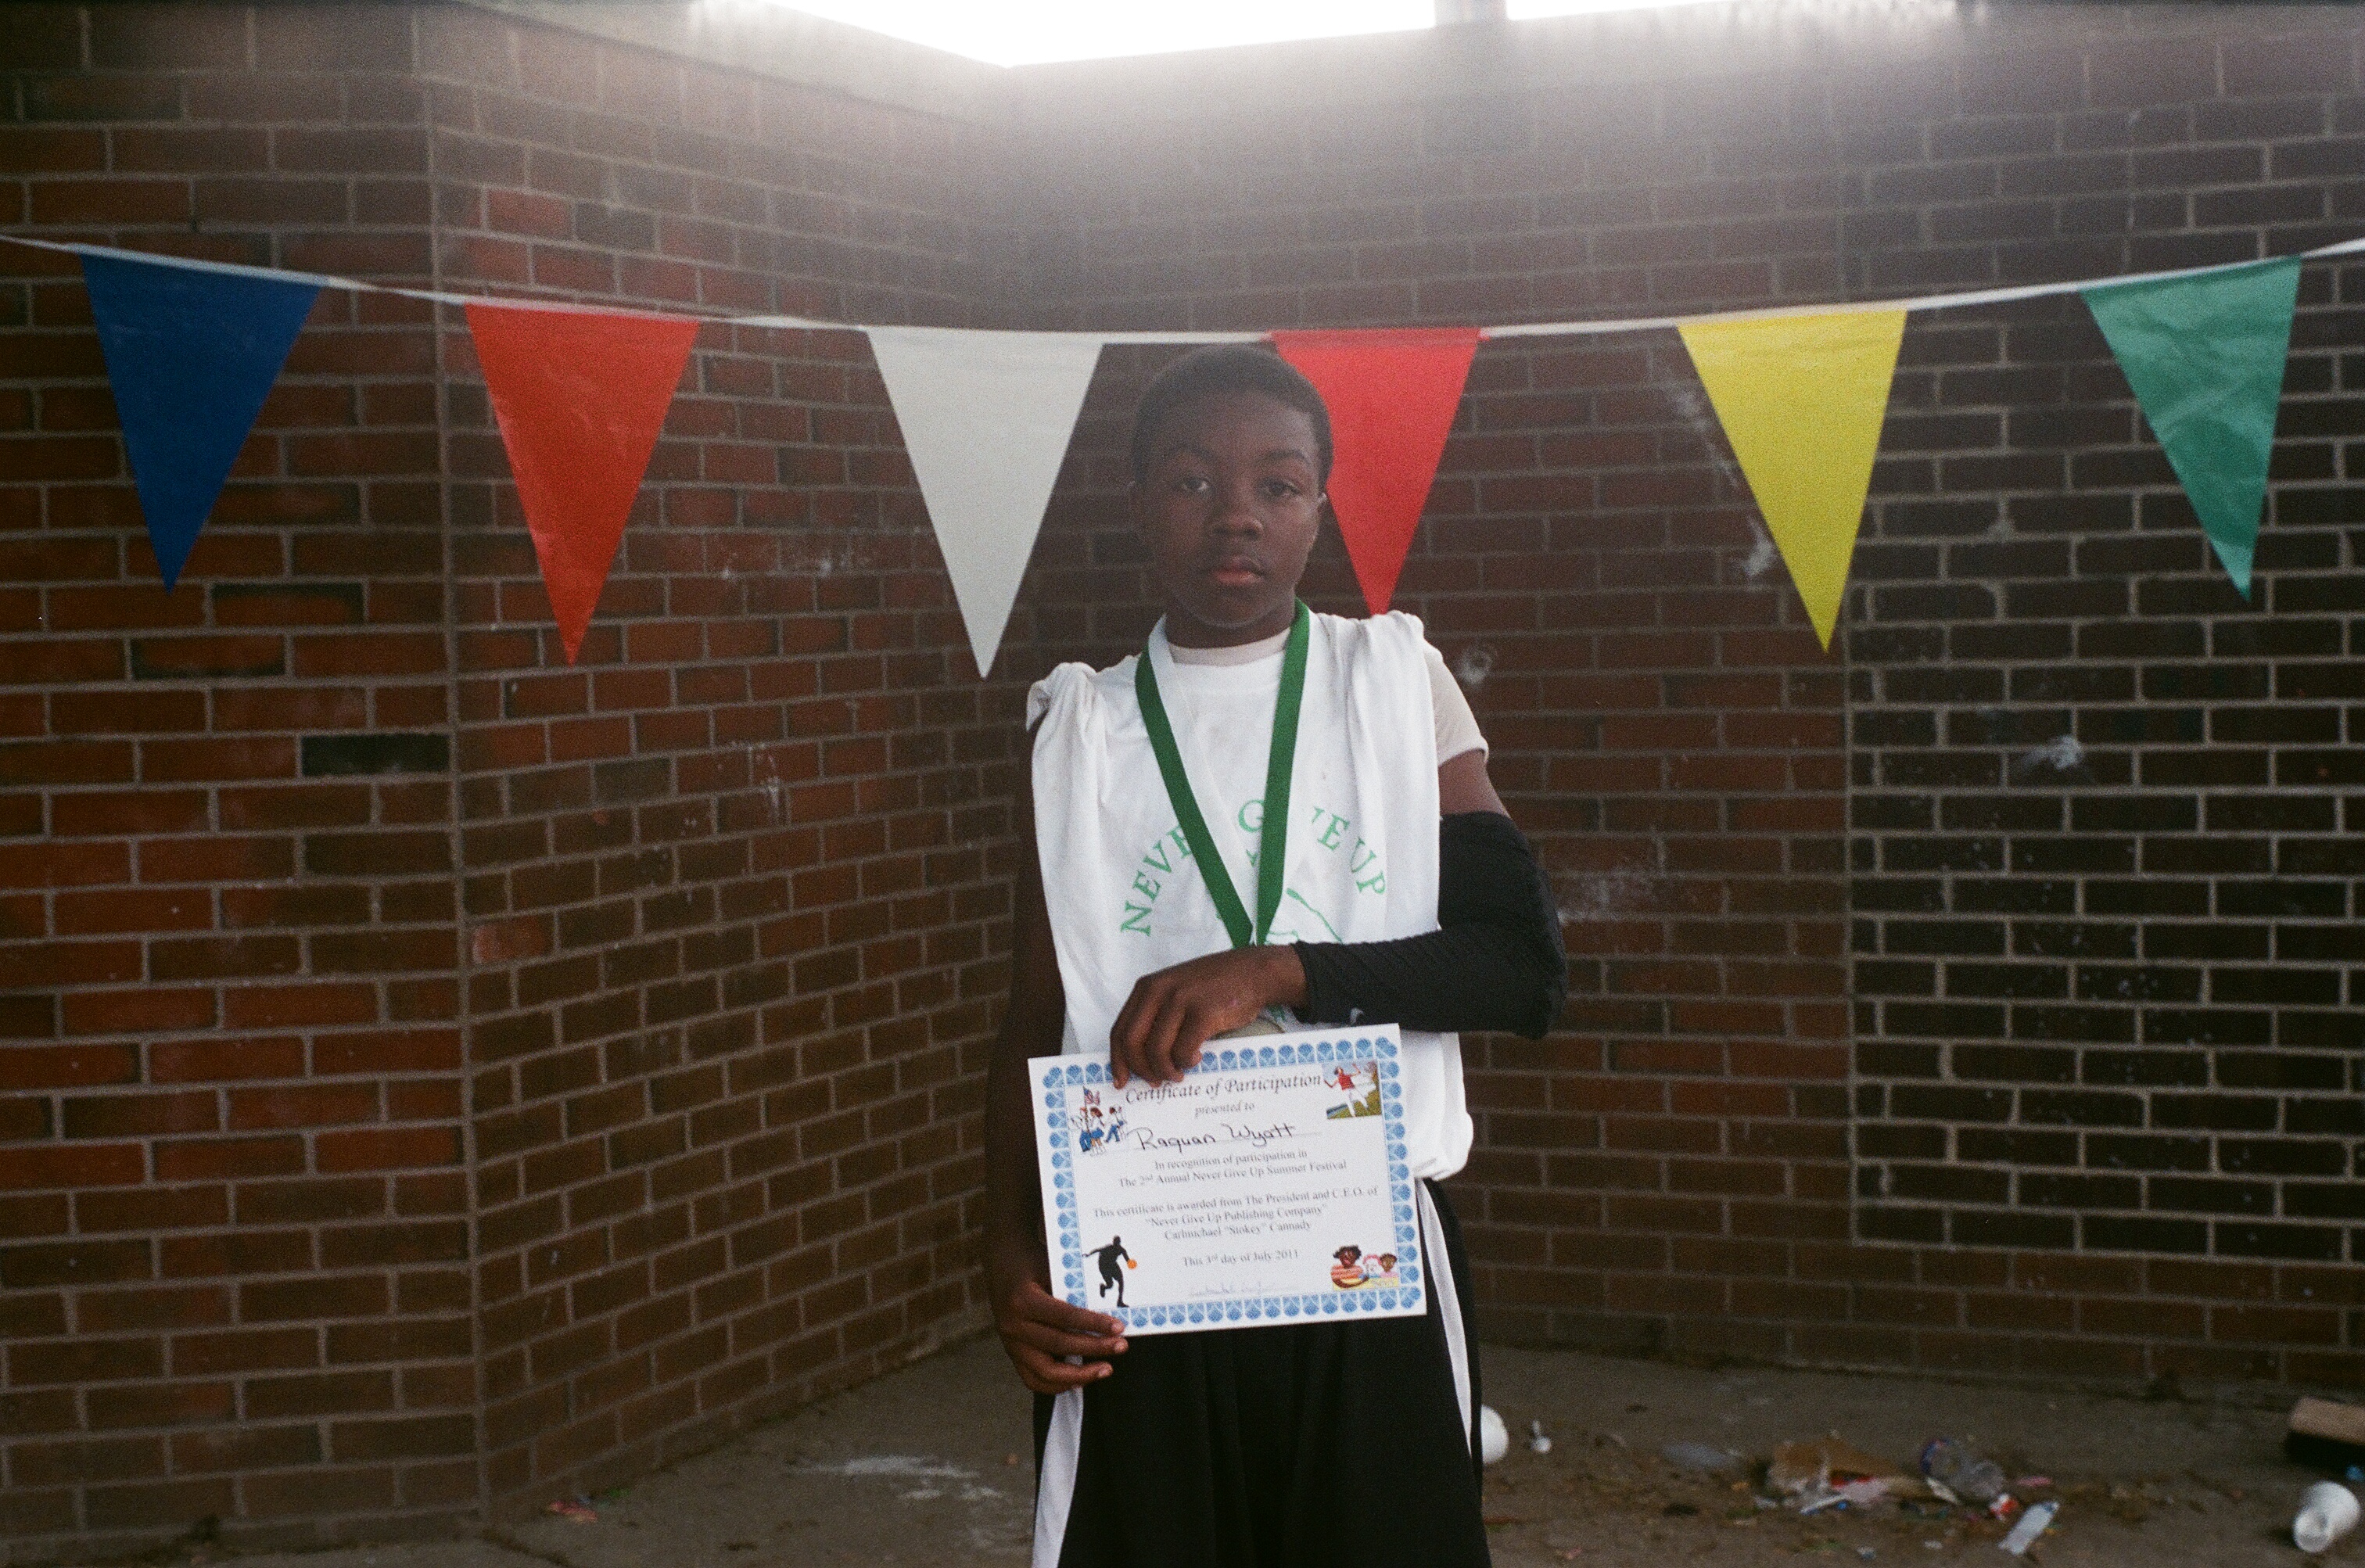 NEVER GIVE UP
Certificate of Participation
presented to
Raquan Wyatt
In recognition of participation in
The 2nd Annual Never Give Up Summer Festival
This certificate is awarded from The President and C.E.O. of
"Never Give Up Publishing Company"
Carlmichael "Stokey" Cannady
This 3rd day of July 2011